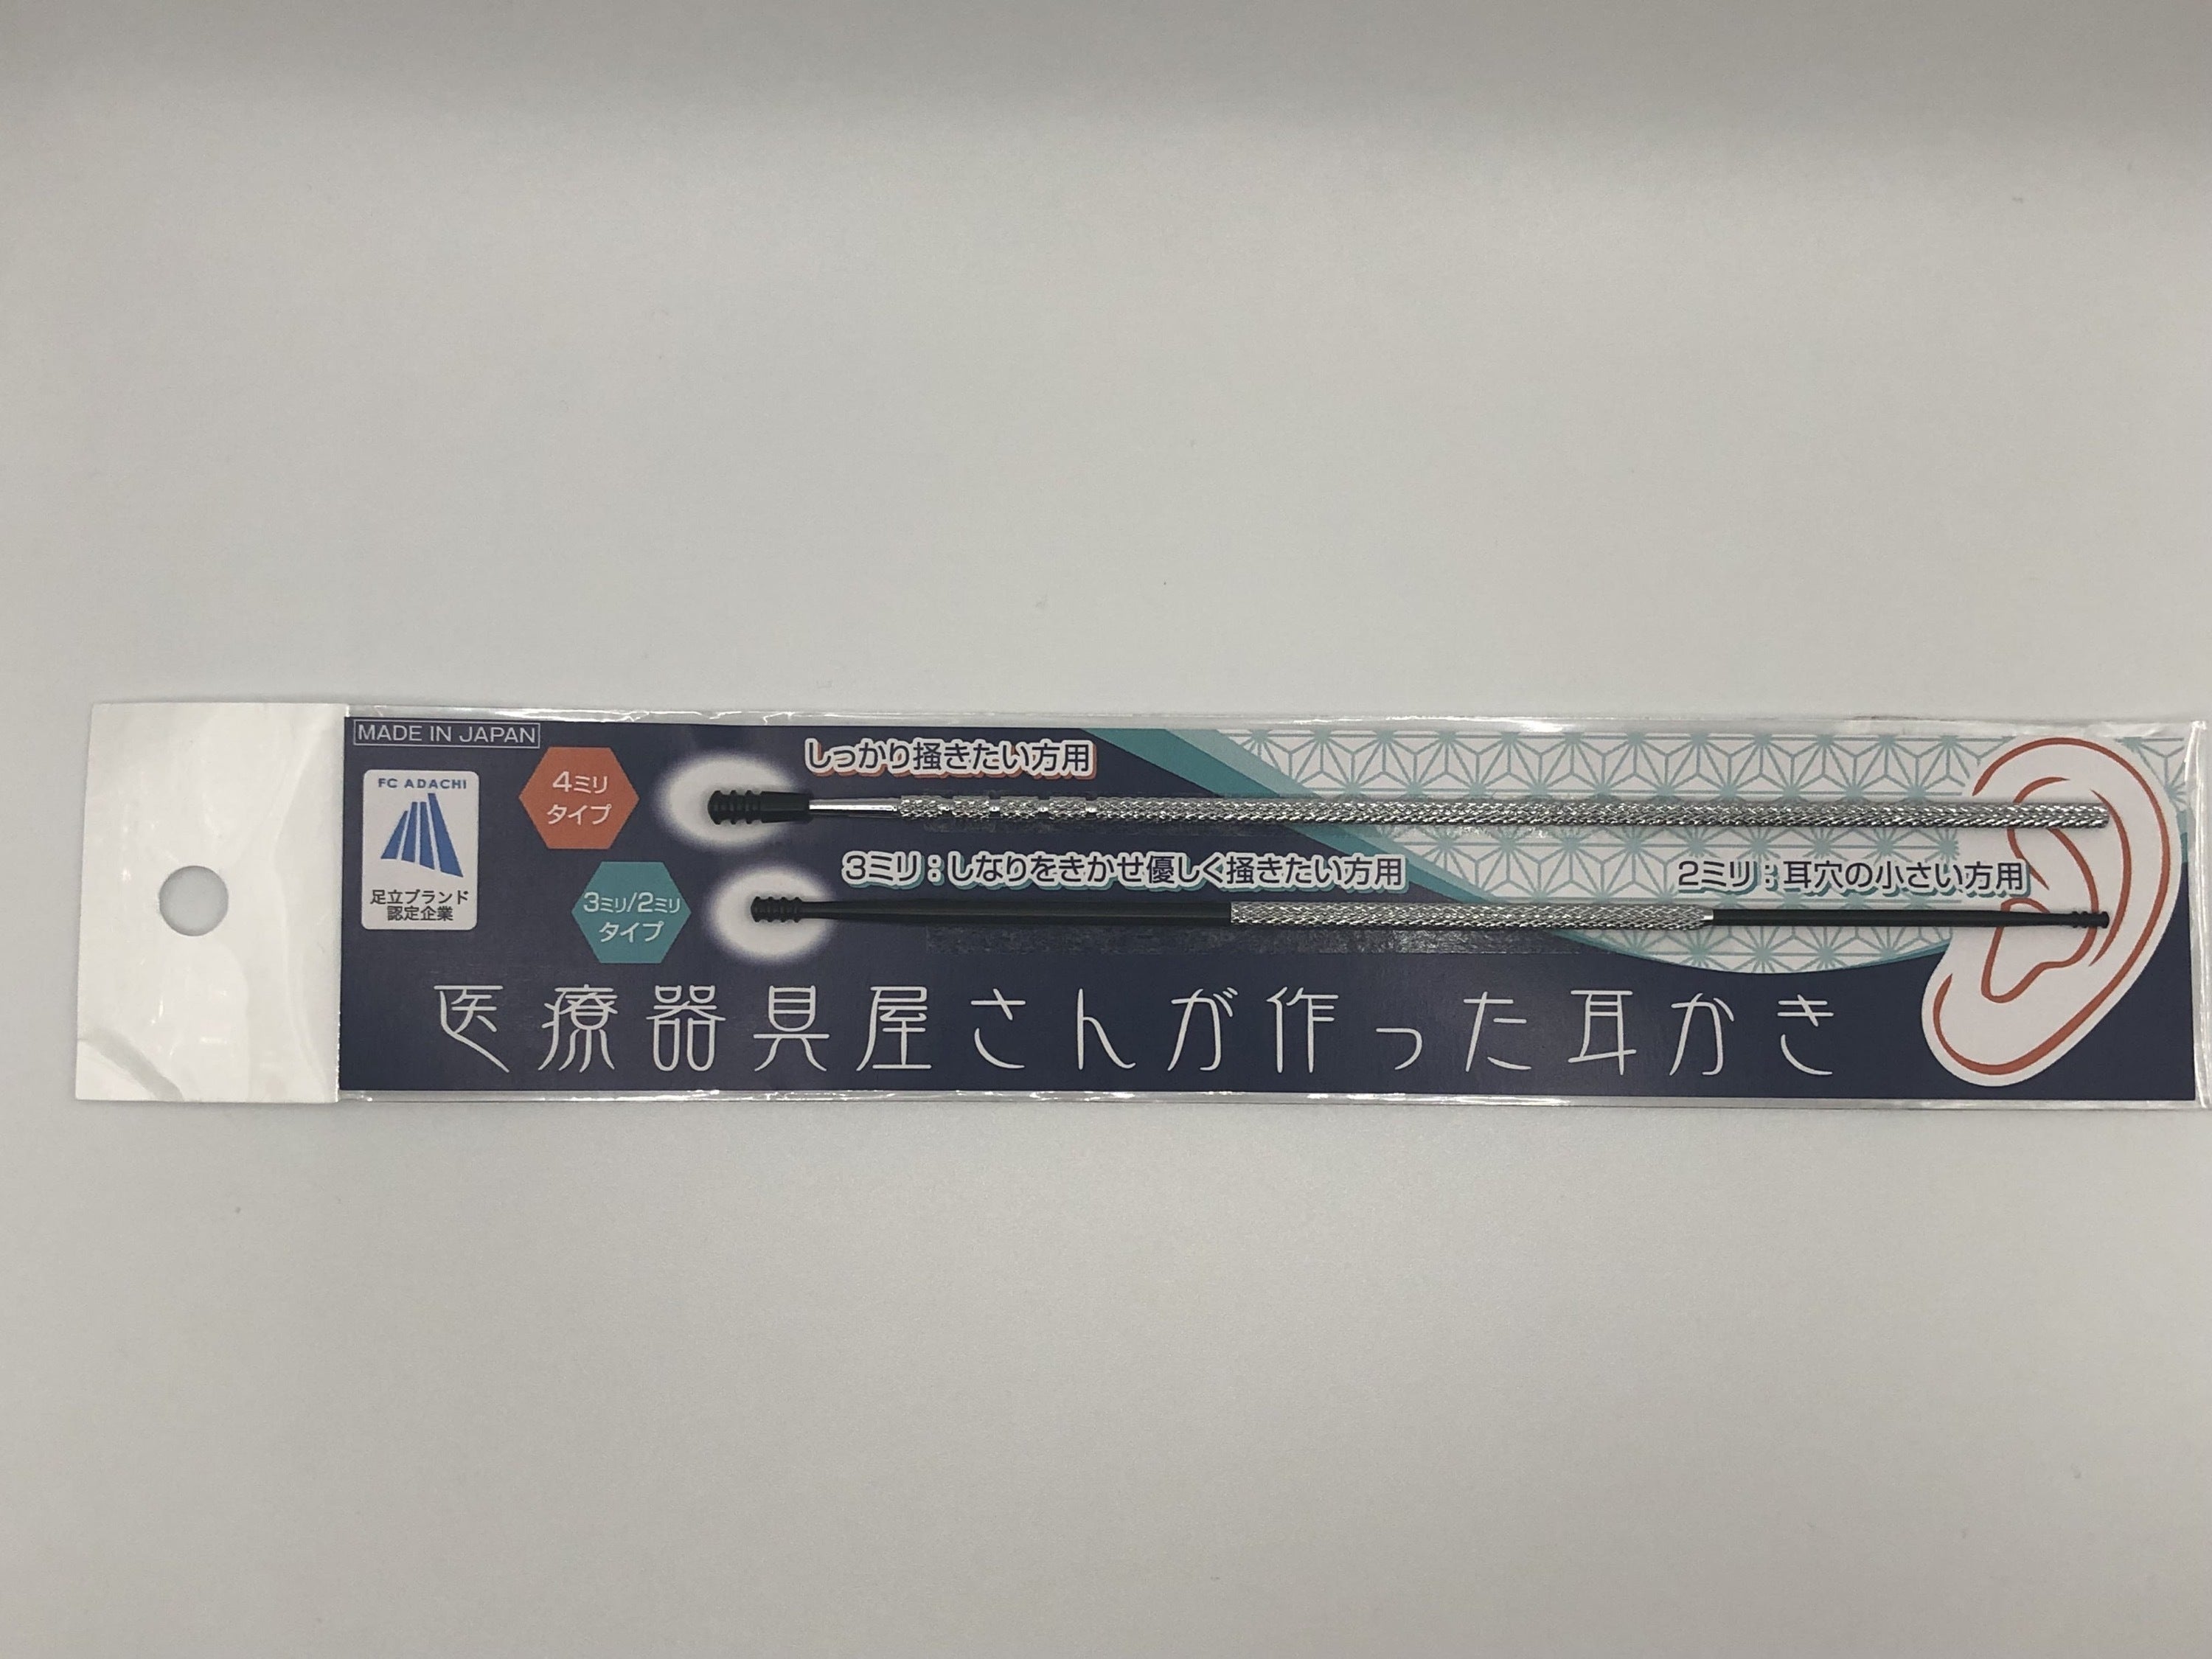 MADE IN JAPAN
FC ADACHI
足立ブランド
認定企業
4ミリ
タイプ
しっかり掻きたい方用
3ミリ/2ミリ
タイプ
3ミリ：しなりをきかせ優しく掻きたい方用
2ミリ：耳穴の小さい方用
医療器具屋さんが作った耳かき